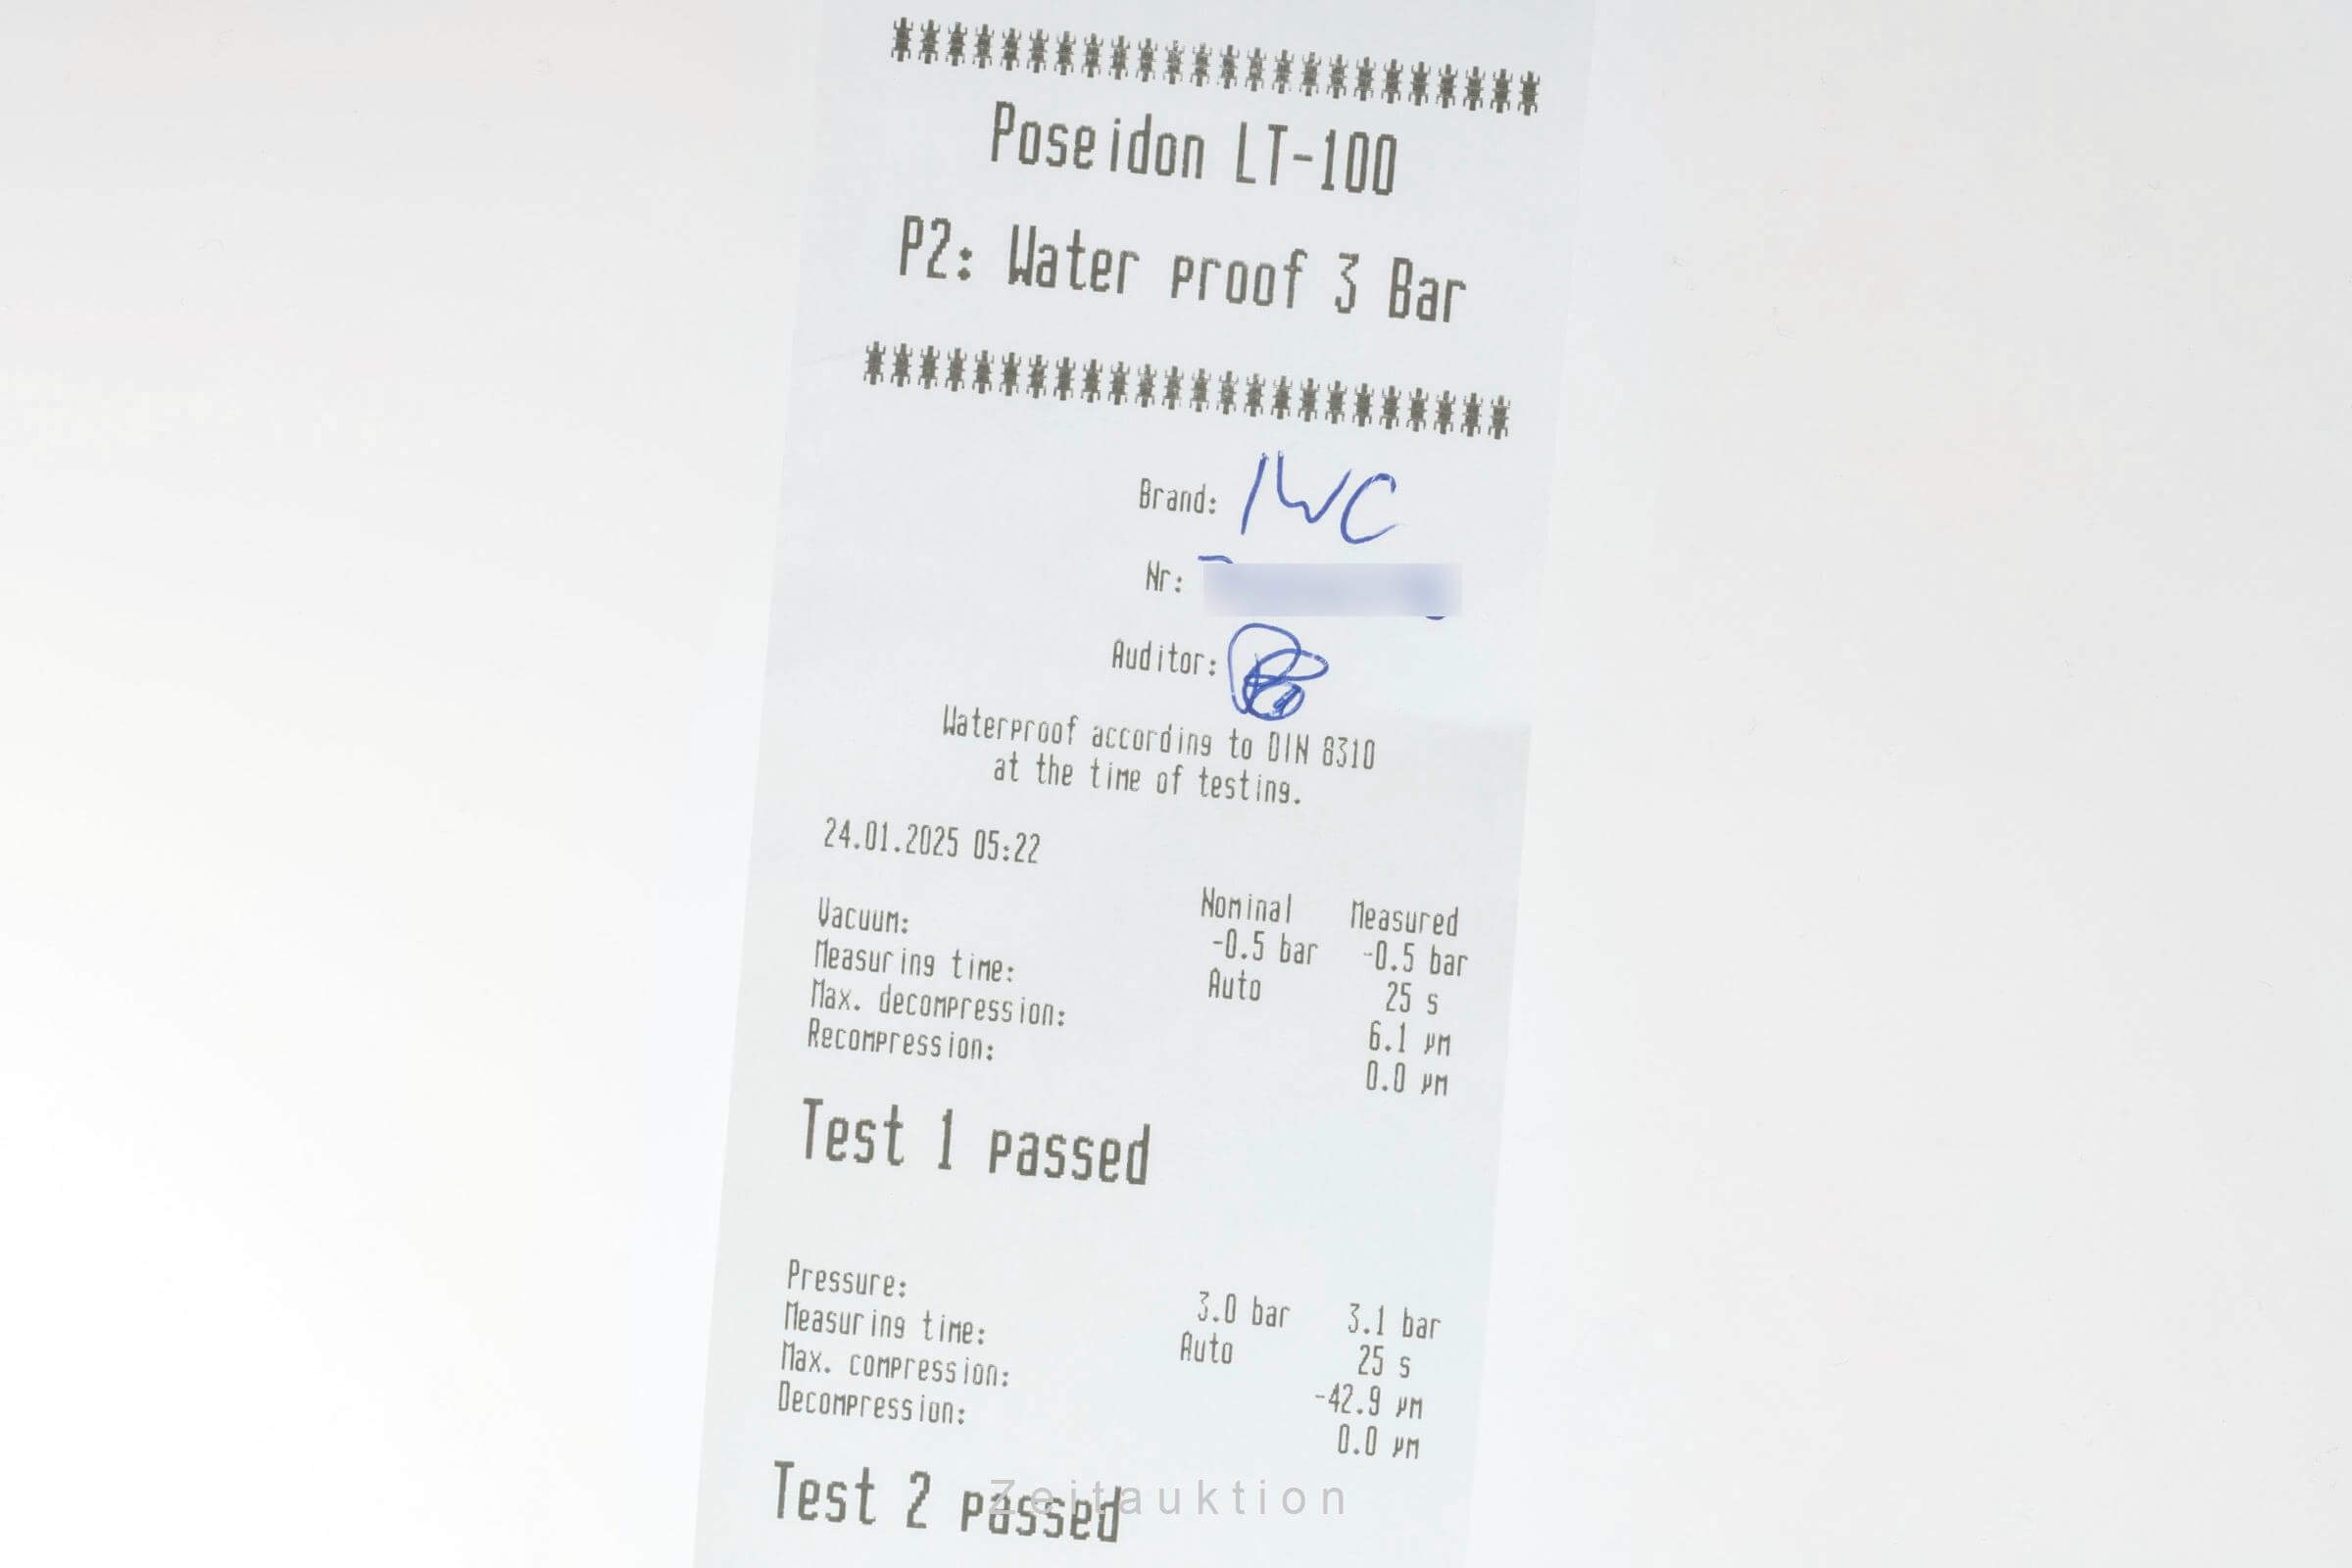 Poseidon LT-100
P2: Water proof 3 Bar
Brand: IWC
Nr:
Auditor:
Waterproof according to DIN 8310
at the time of testing.
24.01.2025 05:22
Nominal Measured
Vacuum: -0.5 bar -0.5 bar
Measuring time: Auto 25 s
Max. decompression: 6.1 µm
Recompression: 0.0 µm
Test 1 passed
Pressure: 3.0 bar 3.1 bar
Measuring time: Auto 25 s
Max. compression: -42.9 µm
Decompression: 0.0 µm
Test 2 passed
Zeitauktion